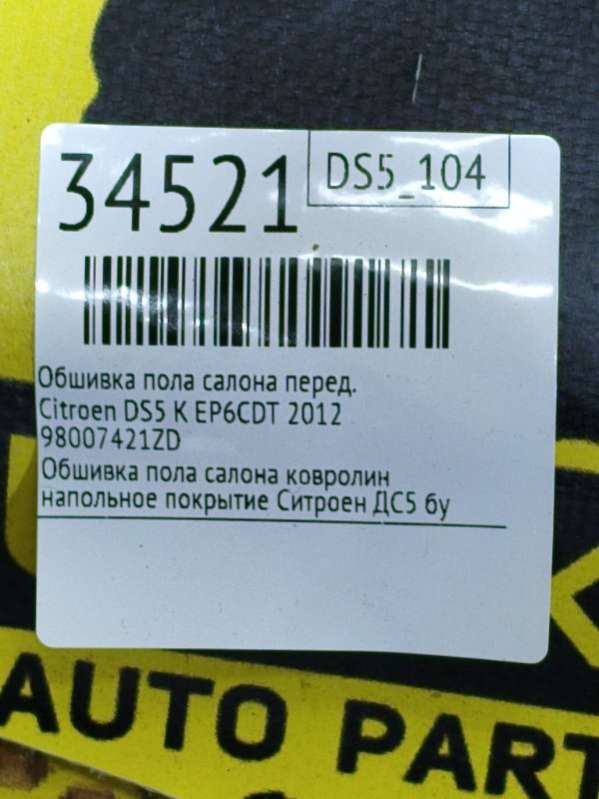 34521
DS5_104
Обшивка пола салона перед.
Citroen DS5 K EP6CDT 2012
98007421ZD
Обшивка пола салона ковролин
напольное покрытие Ситроен ДС5 бу
AUTO PART